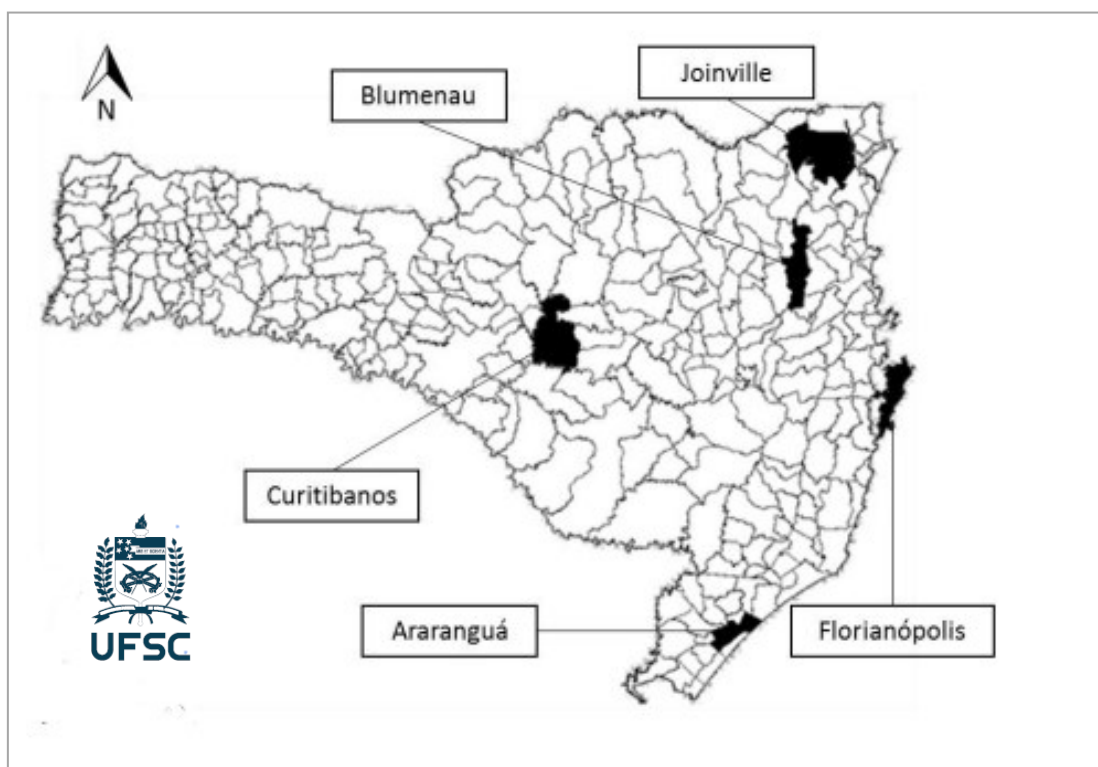 Joinville
Blumenau
N
Curitibanos
UFSC
Araranguá
Florianópolis